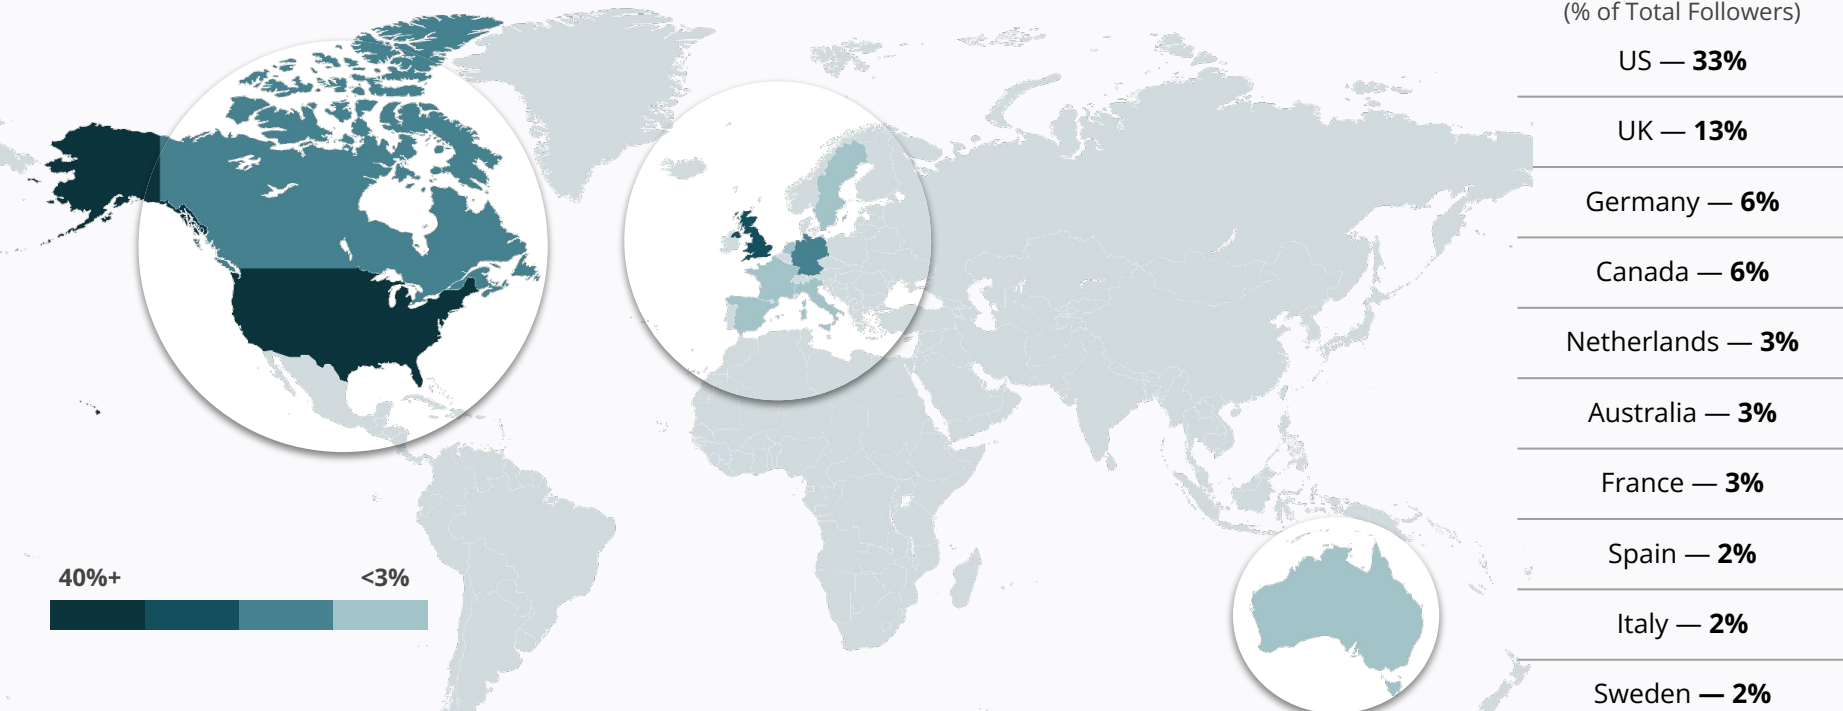 (% of Total Followers)
US — 33%
UK — 13%
Germany — 6%
Canada — 6%
Netherlands — 3%
Australia — 3%
France — 3%
Spain — 2%
Italy — 2%
Sweden — 2%
40%+ <3%